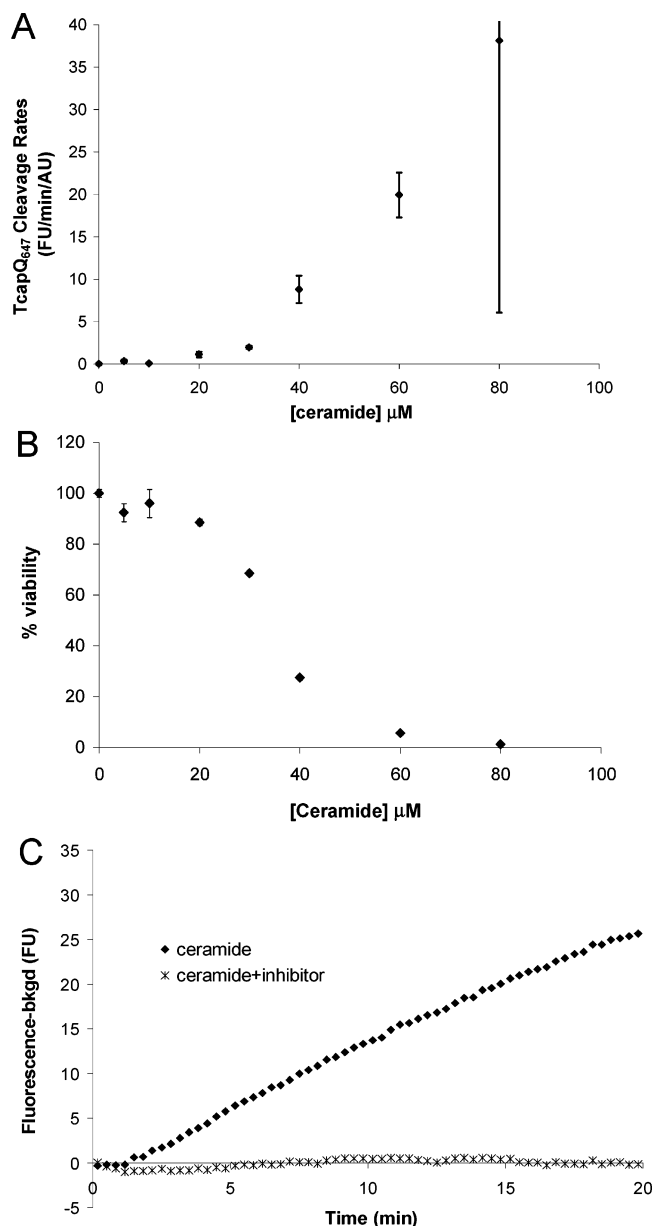 A
40
35
30
25
20
15
10
5
0
TcapQ647 Cleavage Rates
(FU/min/AU)
0 20 40 60 80 100
[ceramide] μM
B
120
100
80
60
40
20
0
% viability
0 20 40 60 80 100
[Ceramide] μM
C
35
30
25
20
15
10
5
0
-5
Fluorescence-bkgd (FU)
ceramide
ceramide+inhibitor
0 5 10 15 20
Time (min)